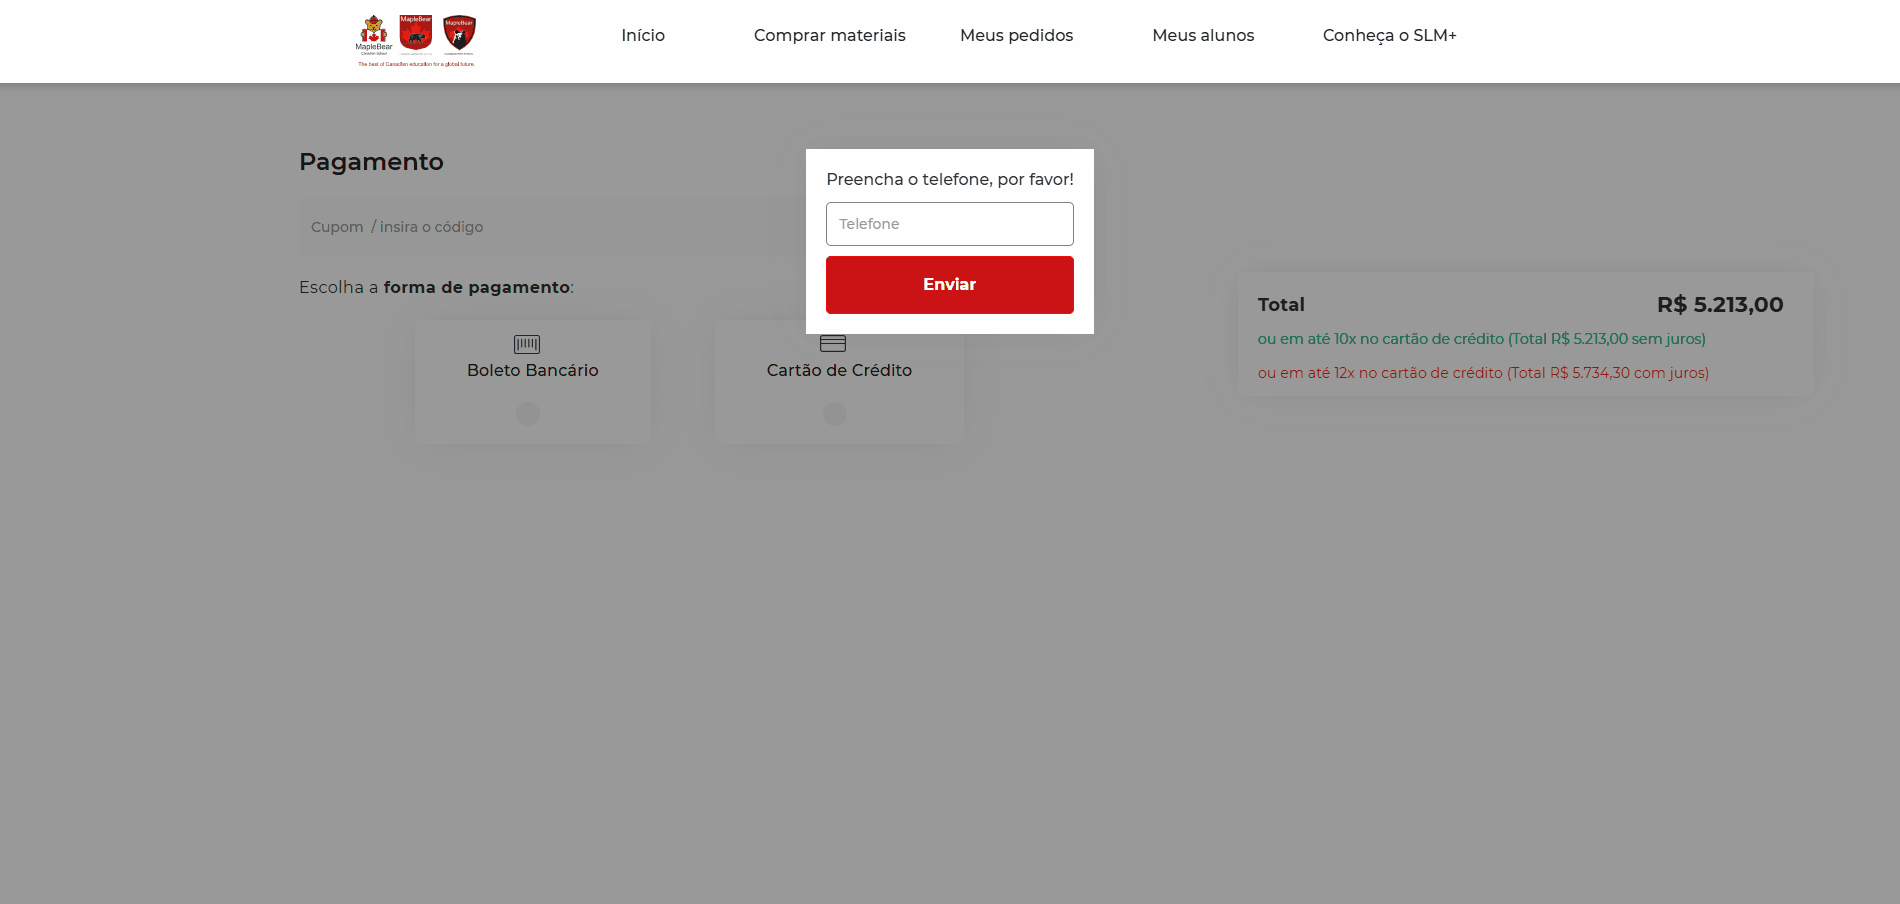 MapleBear
MapleBear
MapleBear
Canadian School
The best of Canadian education for a global future.
Início
Comprar materiais
Meus pedidos
Meus alunos
Conheça o SLM+
Pagamento
Cupom / insira o código
Escolha a forma de pagamento:
Boleto Bancário
Cartão de Crédito
Preencha o telefone, por favor!
Telefone
Enviar
Total
R$ 5.213,00
ou em até 10x no cartão de crédito (Total R$ 5.213,00 sem juros)
ou em até 12x no cartão de crédito (Total R$ 5.734,30 com juros)